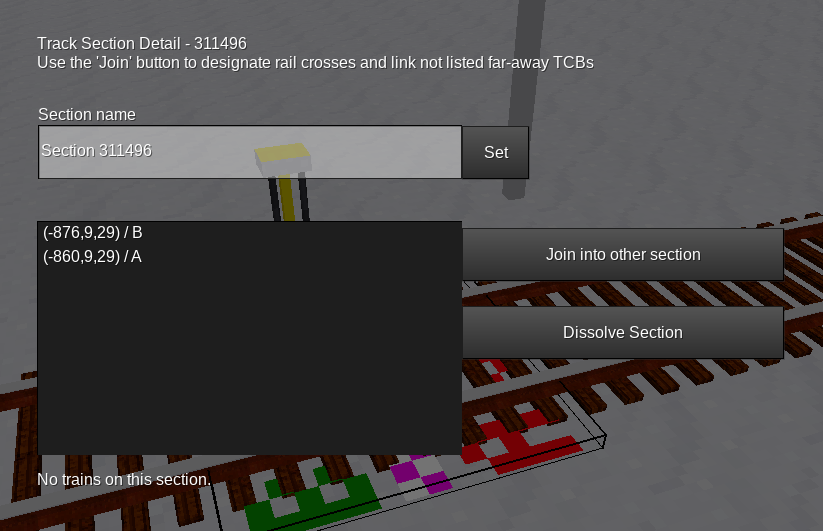 Track Section Detail - 311496
Use the 'Join' button to designate rail crosses and link not listed far-away TCBs
Section name
Section 311496
Set
(-876,9,29) / B
(-860,9,29) / A
Join into other section
Dissolve Section
No trains on this section.